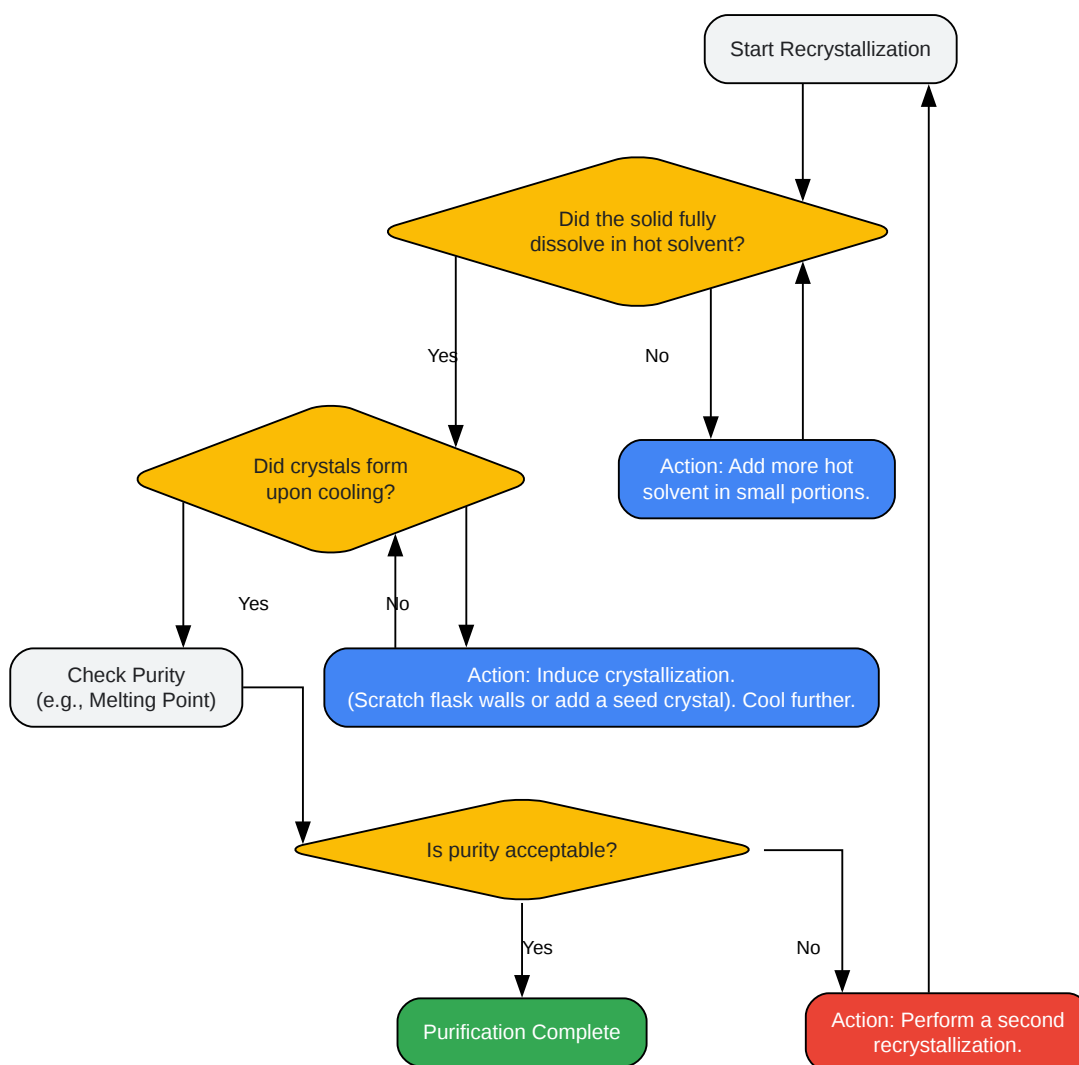 Start Recrystallization
Did the solid fully
dissolve in hot solvent?
Yes
No
Did crystals form
upon cooling?
Action: Add more hot
solvent in small portions.
Yes
No
Check Purity
(e.g., Melting Point)
Action: Induce crystallization.
(Scratch flask walls or add a seed crystal). Cool further.
Is purity acceptable?
Yes
No
Purification Complete
Action: Perform a second
recrystallization.